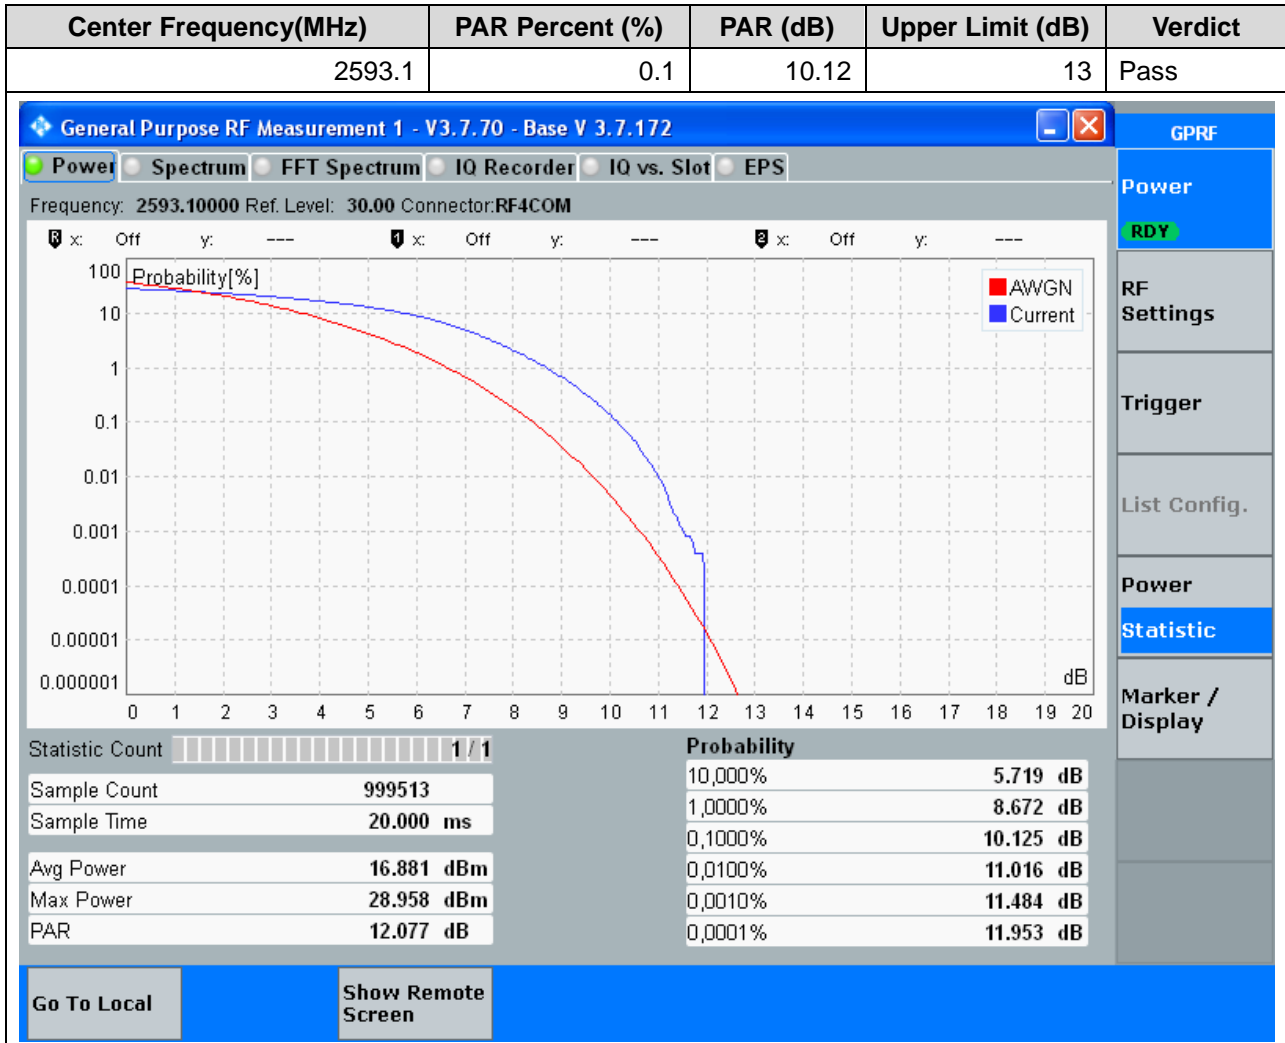 Center Frequency(MHz) PAR Percent (%) PAR (dB) Upper Limit (dB) Verdict
2593.1 0.1 10.12 13 Pass
General Purpose RF Measurement 1 - V3.7.70 - Base V 3.7.172
GPRF
Power Spectrum FFT Spectrum IQ Recorder IQ vs. Slot EPS
Power
RDY
Frequency: 2593.10000 Ref. Level: 30.00 Connector:RF4COM
R x: Off y: --- 1 x: Off y: --- 2 x: Off y: ---
Probability[%]
AWGN
Current
100
10
1
0.1
0.01
0.001
0.0001
0.00001
0.000001
dB
0 1 2 3 4 5 6 7 8 9 10 11 12 13 14 15 16 17 18 19 20
RF
Settings
Trigger
List Config.
Power
Statistic
Marker /
Display
Statistic Count 1 / 1
Sample Count 999513
Sample Time 20.000 ms
Avg Power 16.881 dBm
Max Power 28.958 dBm
PAR 12.077 dB
Probability
10,000% 5.719 dB
1,0000% 8.672 dB
0,1000% 10.125 dB
0,0100% 11.016 dB
0,0010% 11.484 dB
0,0001% 11.953 dB
Go To Local
Show Remote
Screen